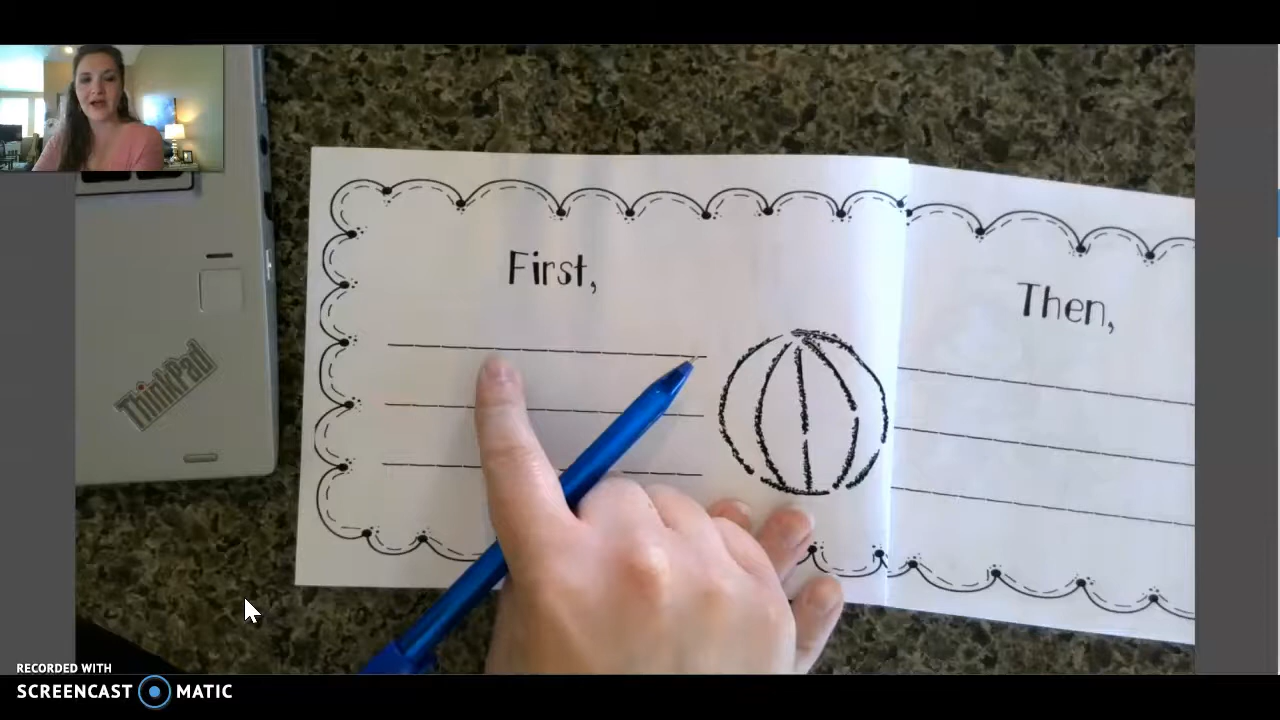 First,
Then,
ThinkPad
RECORDED WITH
SCREENCAST MATIC